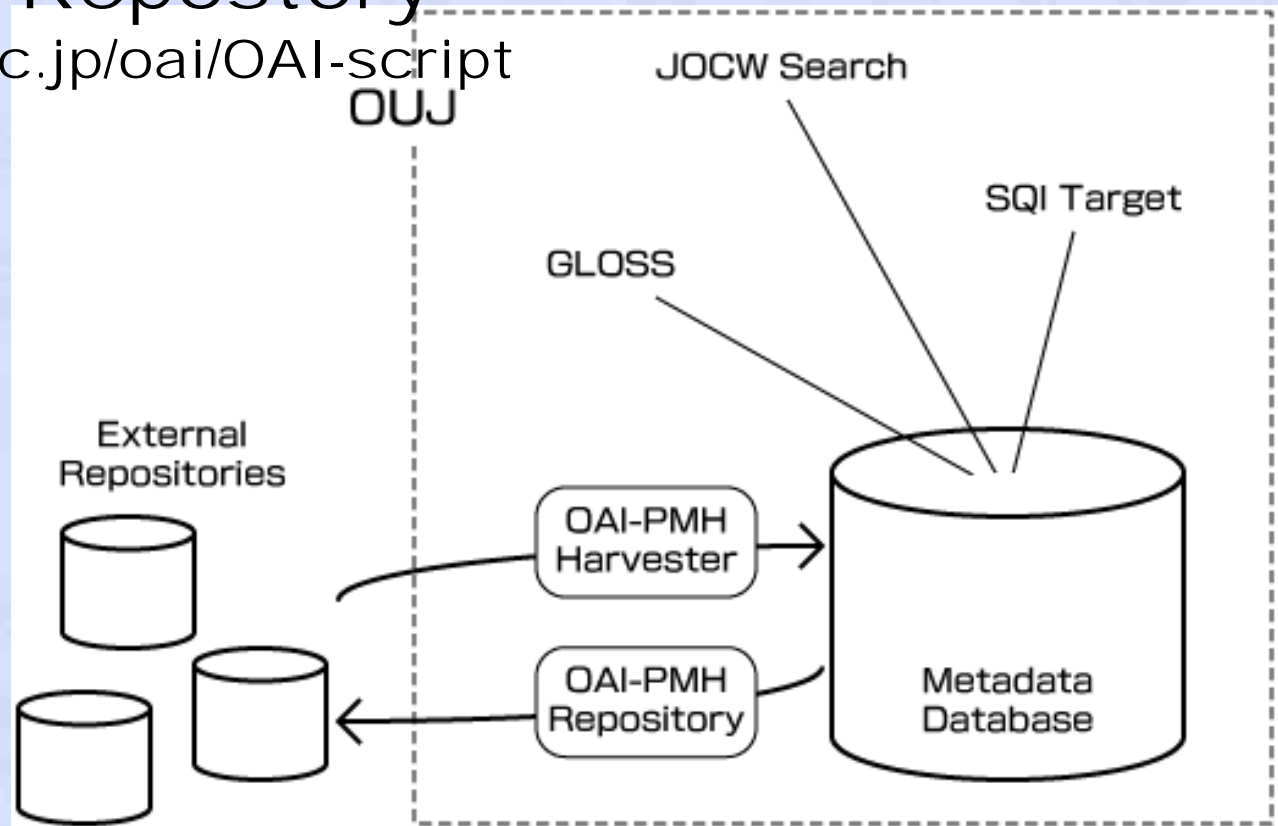 Repository
c.jp/oai/OAI-script
OUJ
JOCW Search
SQI Target
GLOSS
External
Repositories
OAI-PMH
Harvester
OAI-PMH
Repository
Metadata
Database